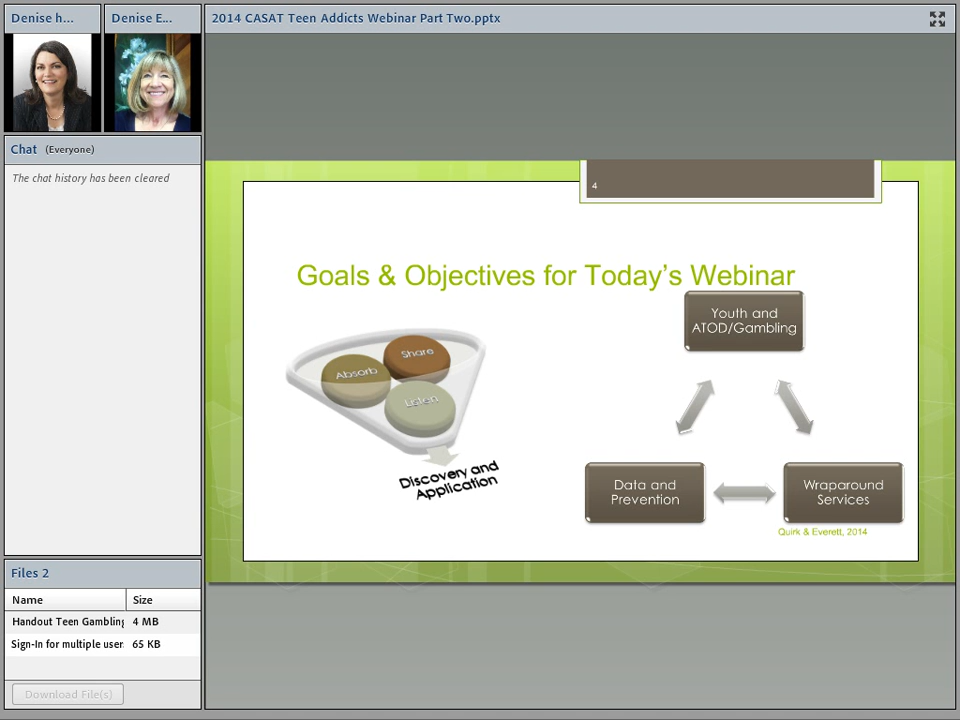 Denise h...
Denise E...
2014 CASAT Teen Addicts Webinar Part Two.pptx
Chat (Everyone)
The chat history has been cleared
4
Goals & Objectives for Today's Webinar
Share
Absorb
Listen
Discovery and
Application
Youth and
ATOD/Gambling
Data and
Prevention
Wraparound
Services
Quirk & Everett, 2014
Files 2
Name Size
Handout Teen Gambling 4 MB
Sign-In for multiple user 65 KB
Download File(s)